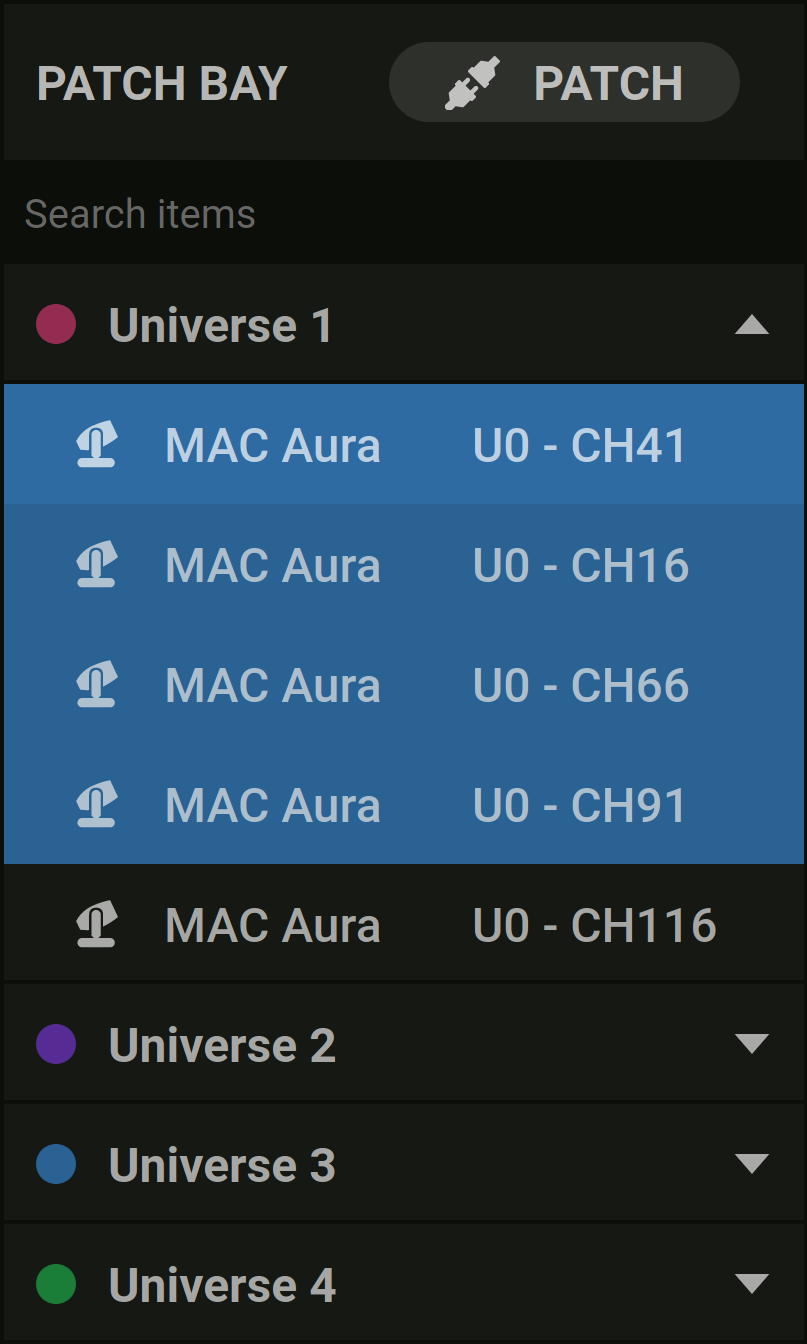 PATCH BAY PATCH
Search items
Universe 1
MAC Aura U0 - CH41
MAC Aura U0 - CH16
MAC Aura U0 - CH66
MAC Aura U0 - CH91
MAC Aura U0 - CH116
Universe 2
Universe 3
Universe 4